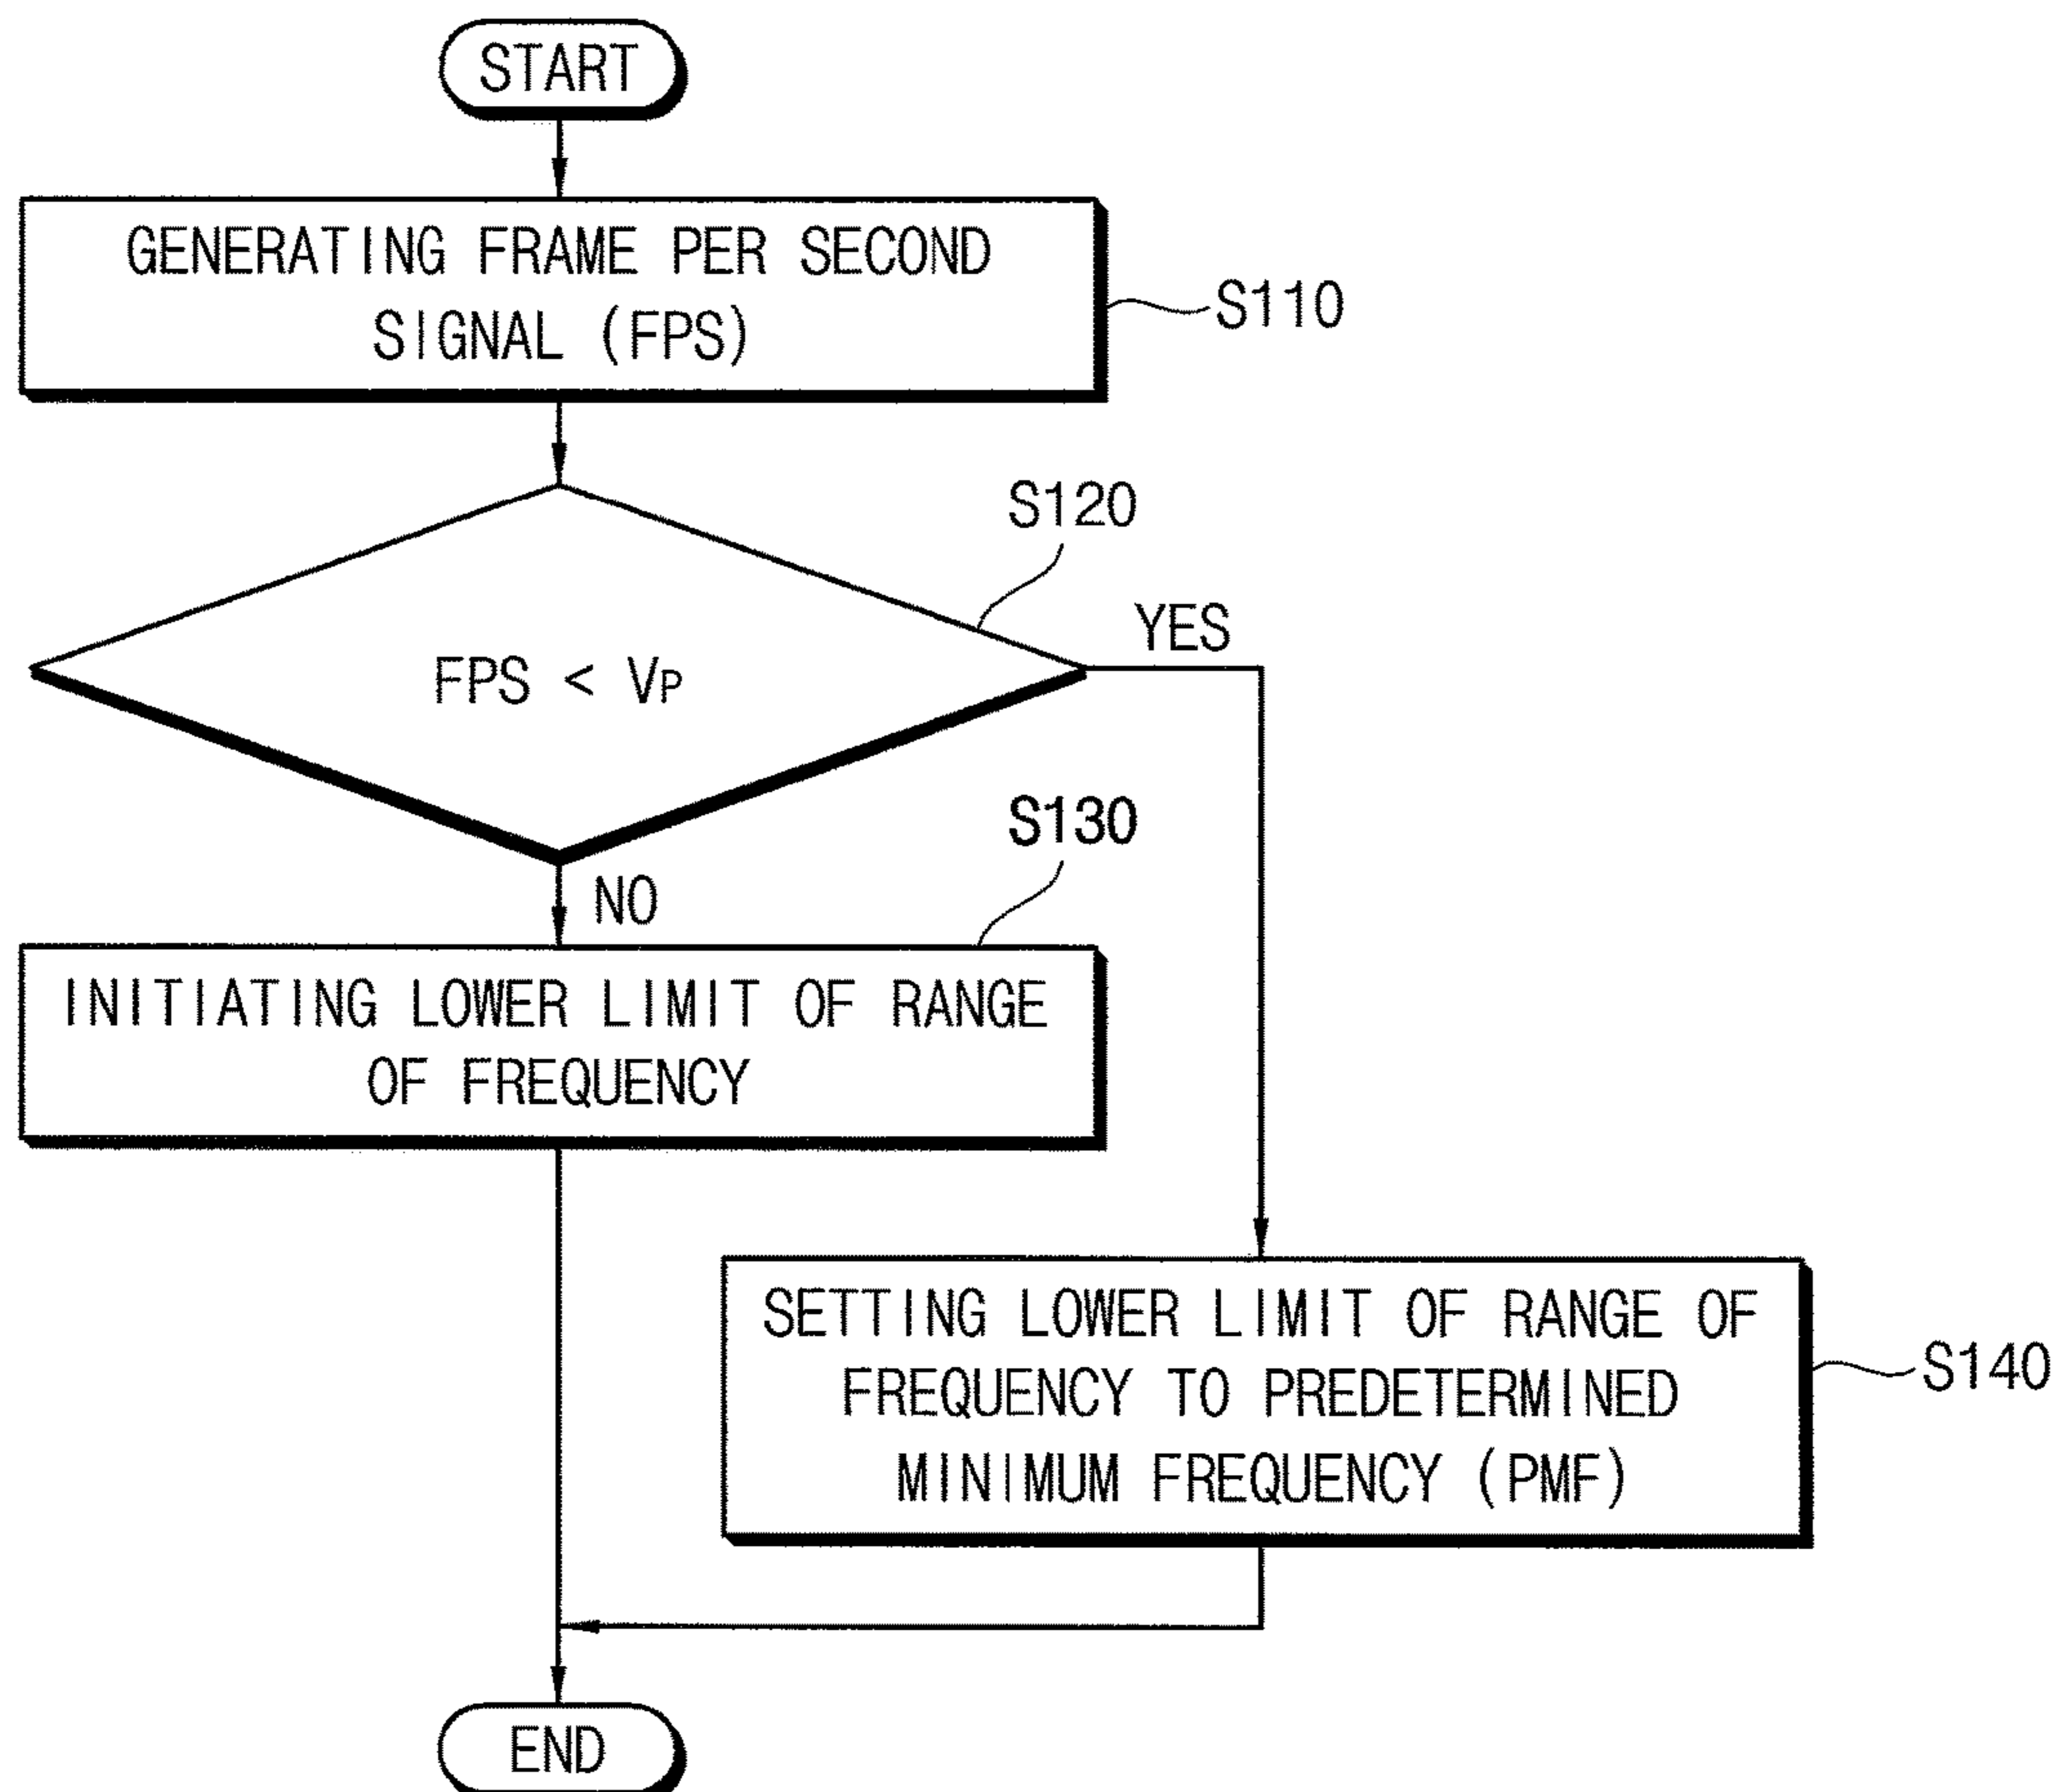 START
GENERATING FRAME PER SECOND
SIGNAL (FPS)
S110
S120
FPS < VP
YES
NO
S130
INITIATING LOWER LIMIT OF RANGE
OF FREQUENCY
SETTING LOWER LIMIT OF RANGE OF
FREQUENCY TO PREDETERMINED
MINIMUM FREQUENCY (PMF)
S140
END